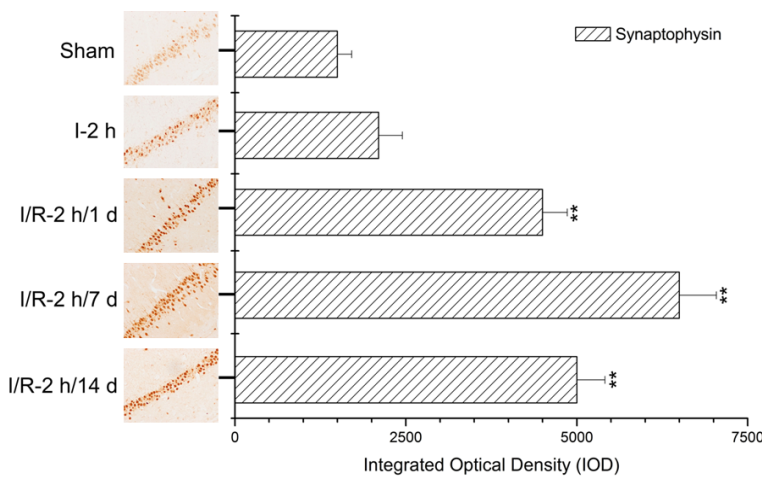 Synaptophysin
Sham
I-2 h
I/R-2 h/1 d
**
I/R-2 h/7 d
**
I/R-2 h/14 d
**
0 2500 5000 7500
Integrated Optical Density (IOD)